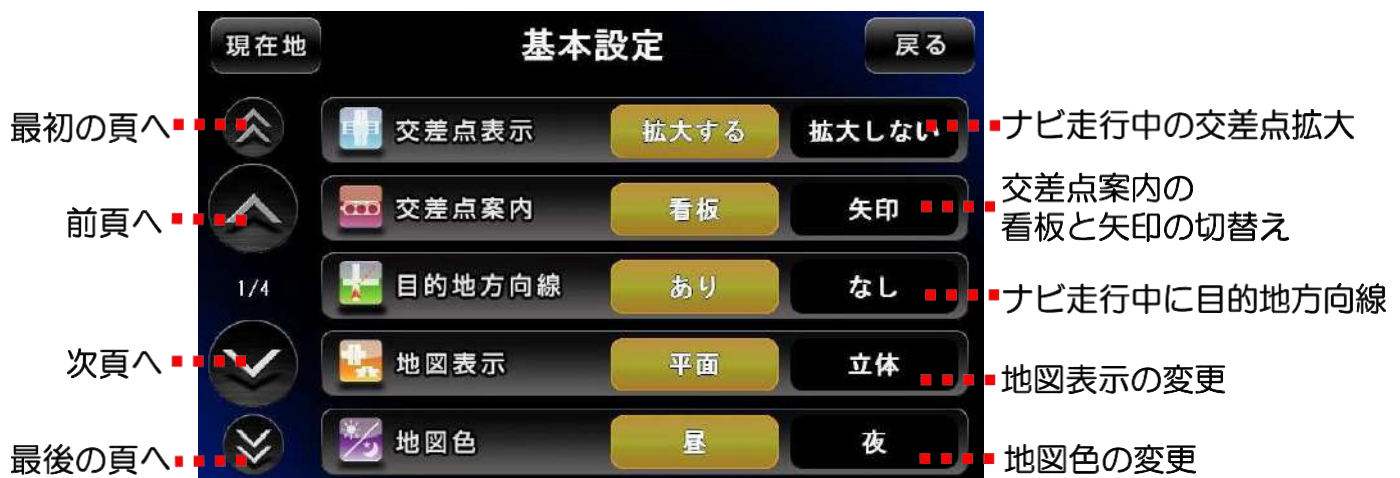 現在地 基本設定 戻る
最初の頁へ 交差点表示 拡大する 拡大しない ナビ走行中の交差点拡大
前頁へ 交差点案内 看板 矢印 交差点案内の
看板と矢印の切替え
1/4 目的地方向線 あり なし ナビ走行中に目的地方向線
次頁へ 地図表示 平面 立体 地図表示の変更
最後の頁へ 地図色 昼 夜 地図色の変更